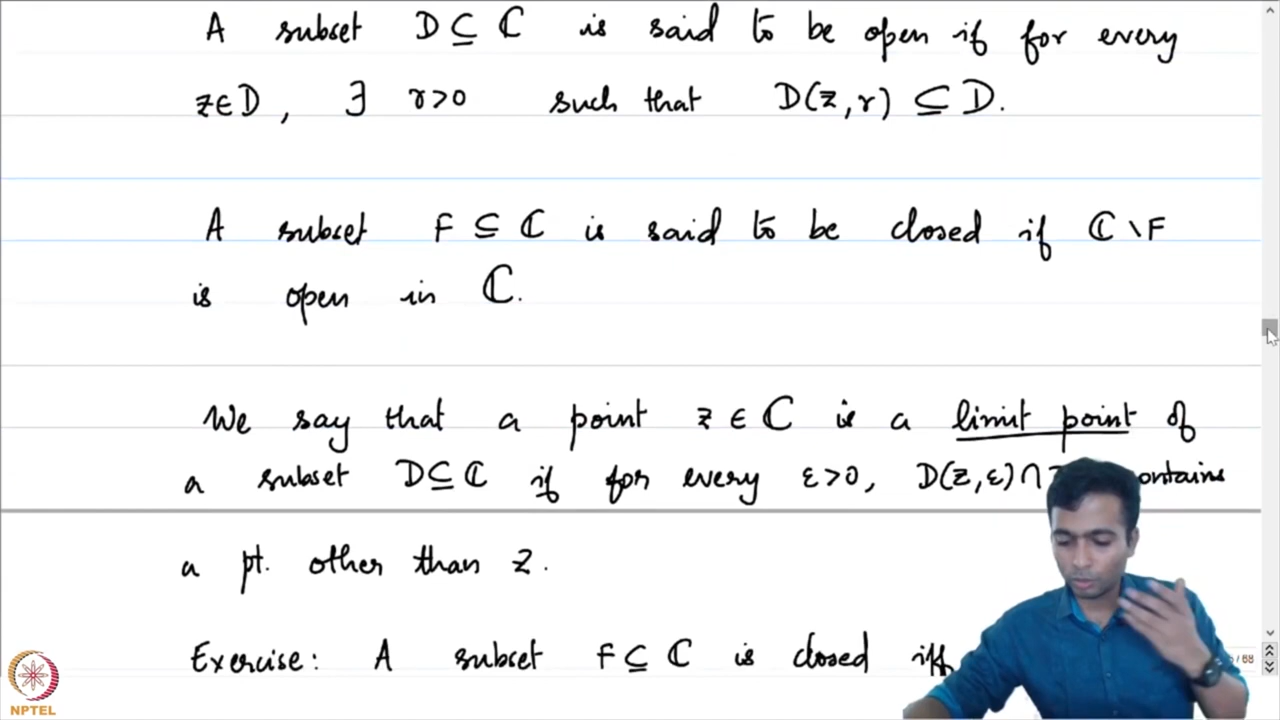 A subset D ⊆ ℂ is said to be open if for every
z∈D, ∃ r>0 such that D(z,r) ⊆ D.
A subset F ⊆ ℂ is said to be closed if ℂ \ F
is open in ℂ.
We say that a point z ∈ ℂ is a limit point of
a subset D⊆ℂ if for every ε>0, D(z,ε)∩ ontains
a pt. other than z.
Exercise: A subset F⊆ℂ is closed iff
/ 68
NPTEL